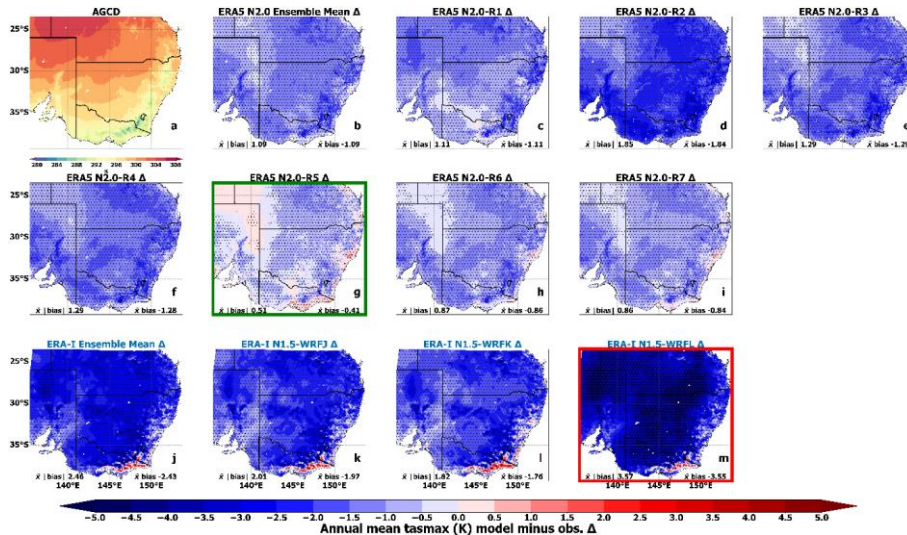 AGCD
ERA5 N2.0 Ensemble Mean Δ
ERA5 N2.0-R1 Δ
ERA5 N2.0-R2 Δ
ERA5 N2.0-R3 Δ
25°S
30°S
35°S
a
b
c
d
e
x̄ |bias| 1.09 x̄ bias -1.09
x̄ |bias| 1.11 x̄ bias -1.11
x̄ |bias| 1.85 x̄ bias -1.84
x̄ |bias| 1.29 x̄ bias -1.29
280 284 288 292 296 300 304 308
K
ERA5 N2.0-R4 Δ
ERA5 N2.0-R5 Δ
ERA5 N2.0-R6 Δ
ERA5 N2.0-R7 Δ
25°S
30°S
35°S
f
g
h
i
x̄ |bias| 1.29 x̄ bias -1.28
x̄ |bias| 0.51 x̄ bias -0.41
x̄ |bias| 0.87 x̄ bias -0.86
x̄ |bias| 0.86 x̄ bias -0.84
ERA-I Ensemble Mean Δ
ERA-I N1.5-WRFJ Δ
ERA-I N1.5-WRFK Δ
ERA-I N1.5-WRFL Δ
25°S
30°S
35°S
j
k
l
m
x̄ |bias| 2.46 x̄ bias -2.43
x̄ |bias| 2.01 x̄ bias -1.97
x̄ |bias| 1.82 x̄ bias -1.76
x̄ |bias| 3.57 x̄ bias -3.55
140°E 145°E 150°E
140°E 145°E 150°E
140°E 145°E 150°E
140°E 145°E 150°E
−5.0 −4.5 −4.0 −3.5 −3.0 −2.5 −2.0 −1.5 −1.0 −0.5 0.0 0.5 1.0 1.5 2.0 2.5 3.0 3.5 4.0 4.5 5.0
Annual mean tasmax (K) model minus obs. Δ